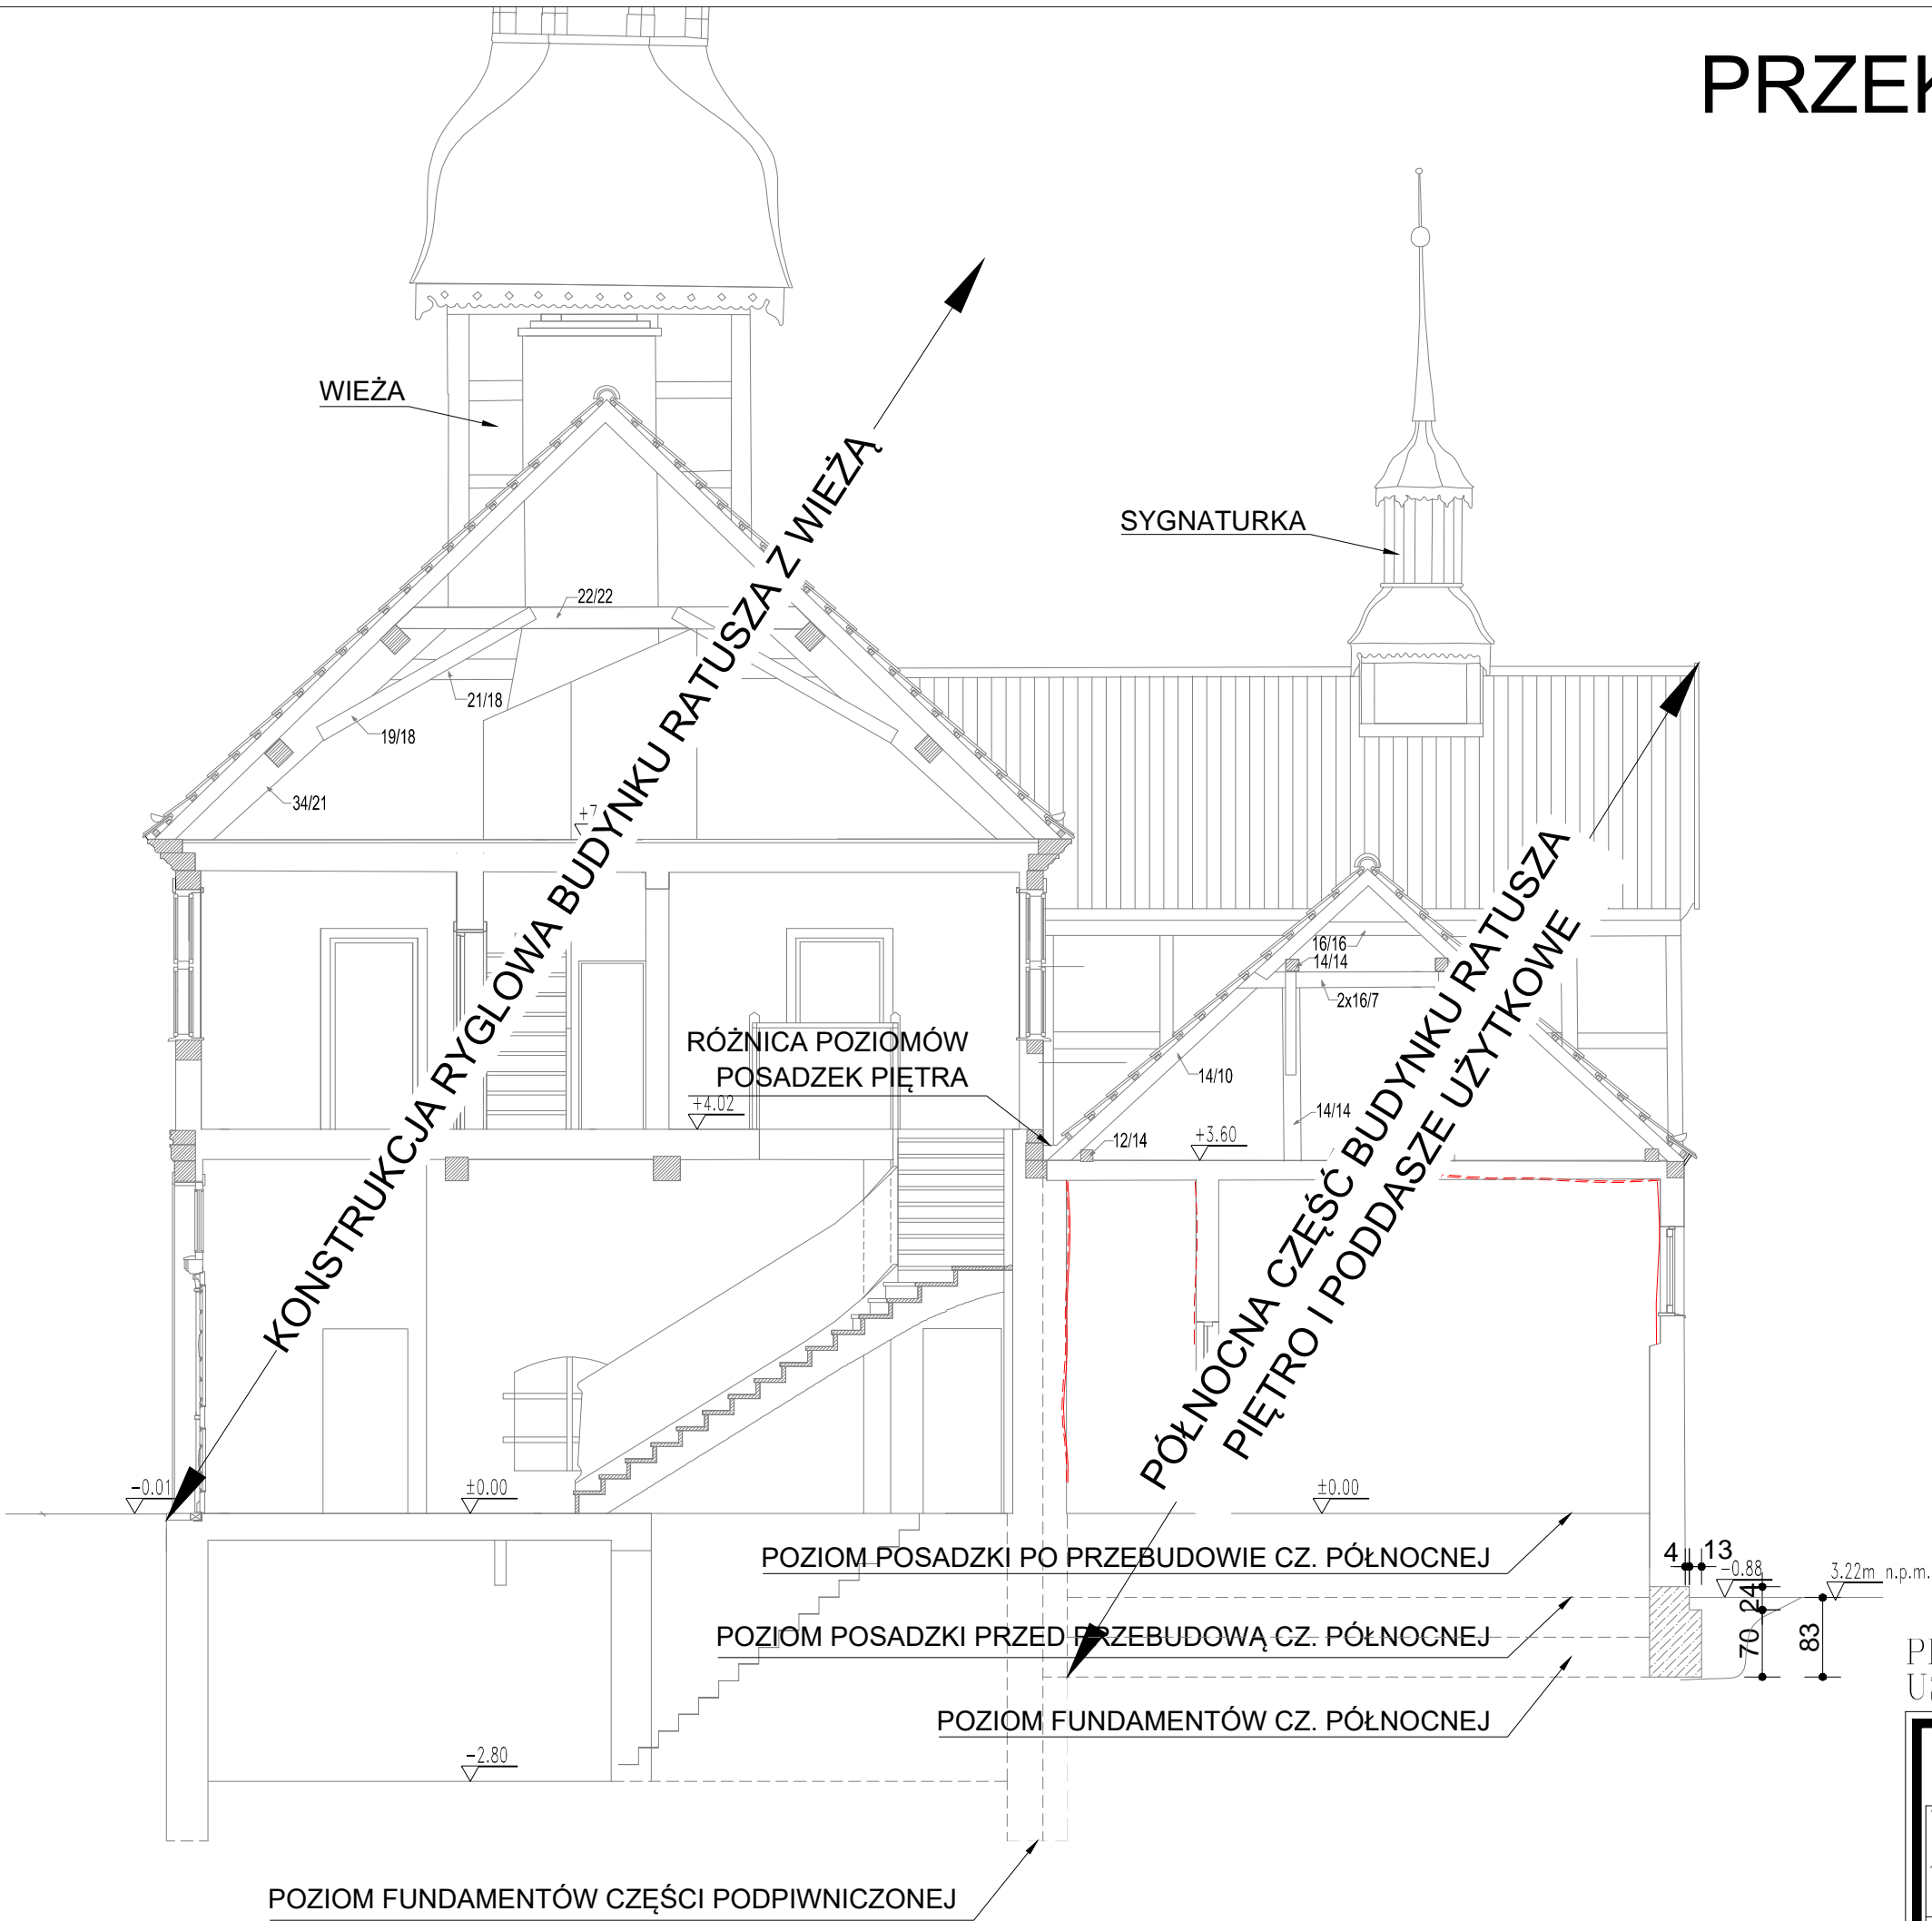 PRZEK
WIEŻA
SYGNATURKA
22/22
21/18
19/18
34/21
+7
KONSTRUKCJA RYGLOWA BUDYNKU RATUSZA Z WIEŻĄ
16/16
14/14
2x16/7
RÓŻNICA POZIOMÓW
POSADZEK PIĘTRA
+4.02
14/10
14/14
12/14
+3.60
PÓŁNOCNA CZĘŚĆ BUDYNKU RATUSZA
PIĘTRO I PODDASZE UŻYTKOWE
-0.01
±0.00
±0.00
POZIOM POSADZKI PO PRZEBUDOWIE CZ. PÓŁNOCNEJ
4
13
-0.88
3.22m n.p.m.
24
70
83
POZIOM POSADZKI PRZED PRZEBUDOWĄ CZ. PÓŁNOCNEJ
POZIOM FUNDAMENTÓW CZ. PÓŁNOCNEJ
-2.80
POZIOM FUNDAMENTÓW CZĘŚCI PODPIWNICZONEJ